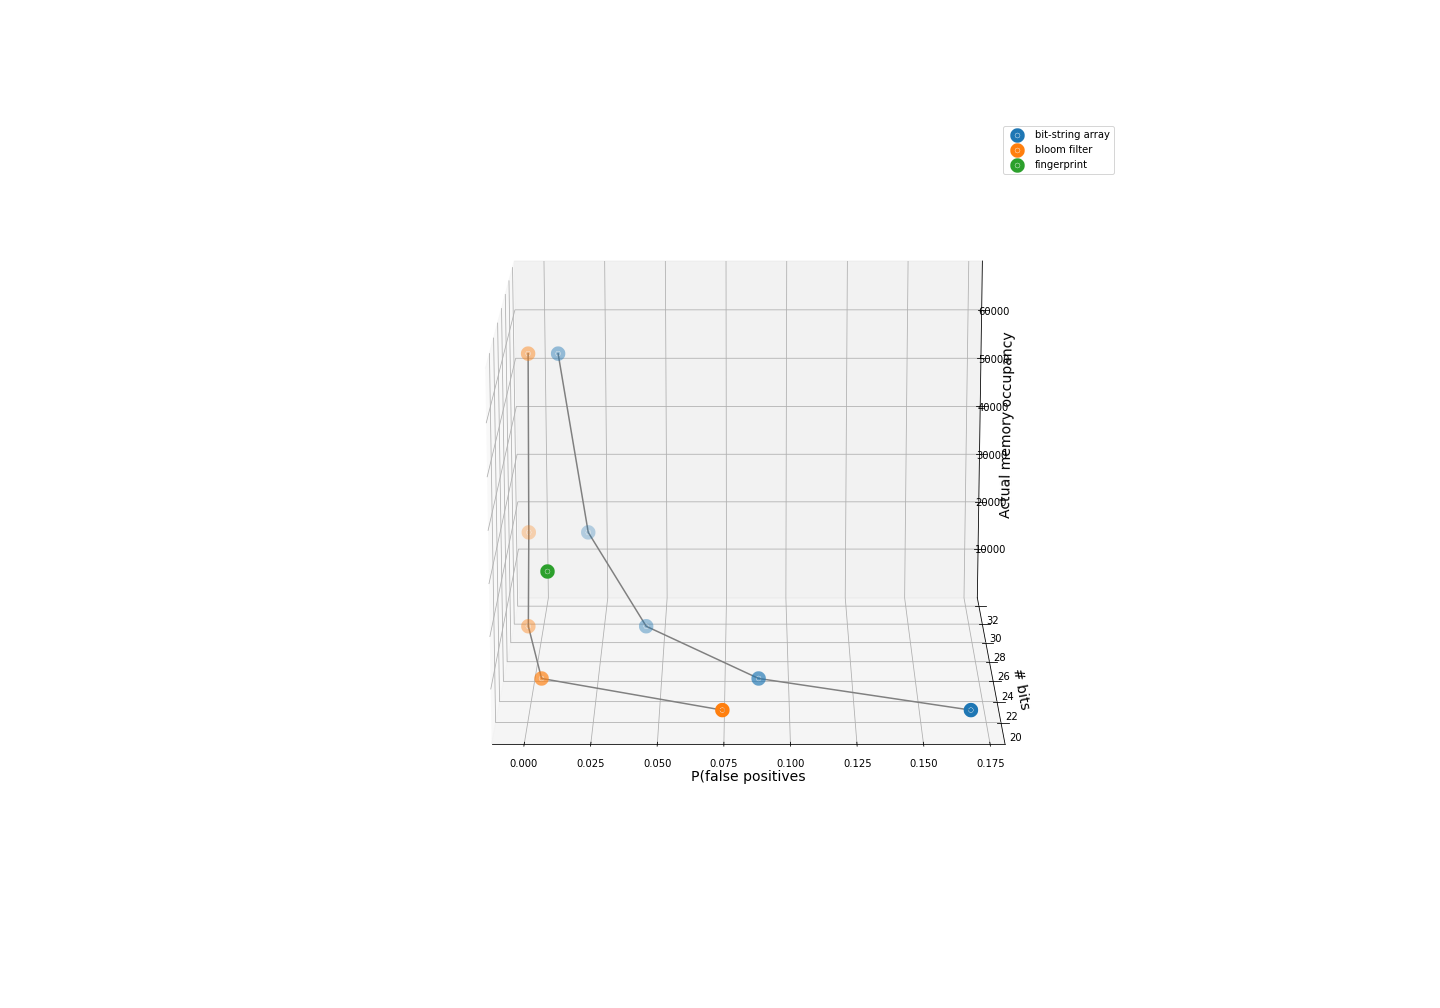 bit-string array
bloom filter
fingerprint
60000
50000
40000
30000
20000
10000
Actual memory occupancy
32
30
28
26
24
22
20
# bits
0.000 0.025 0.050 0.075 0.100 0.125 0.150 0.175
P(false positives